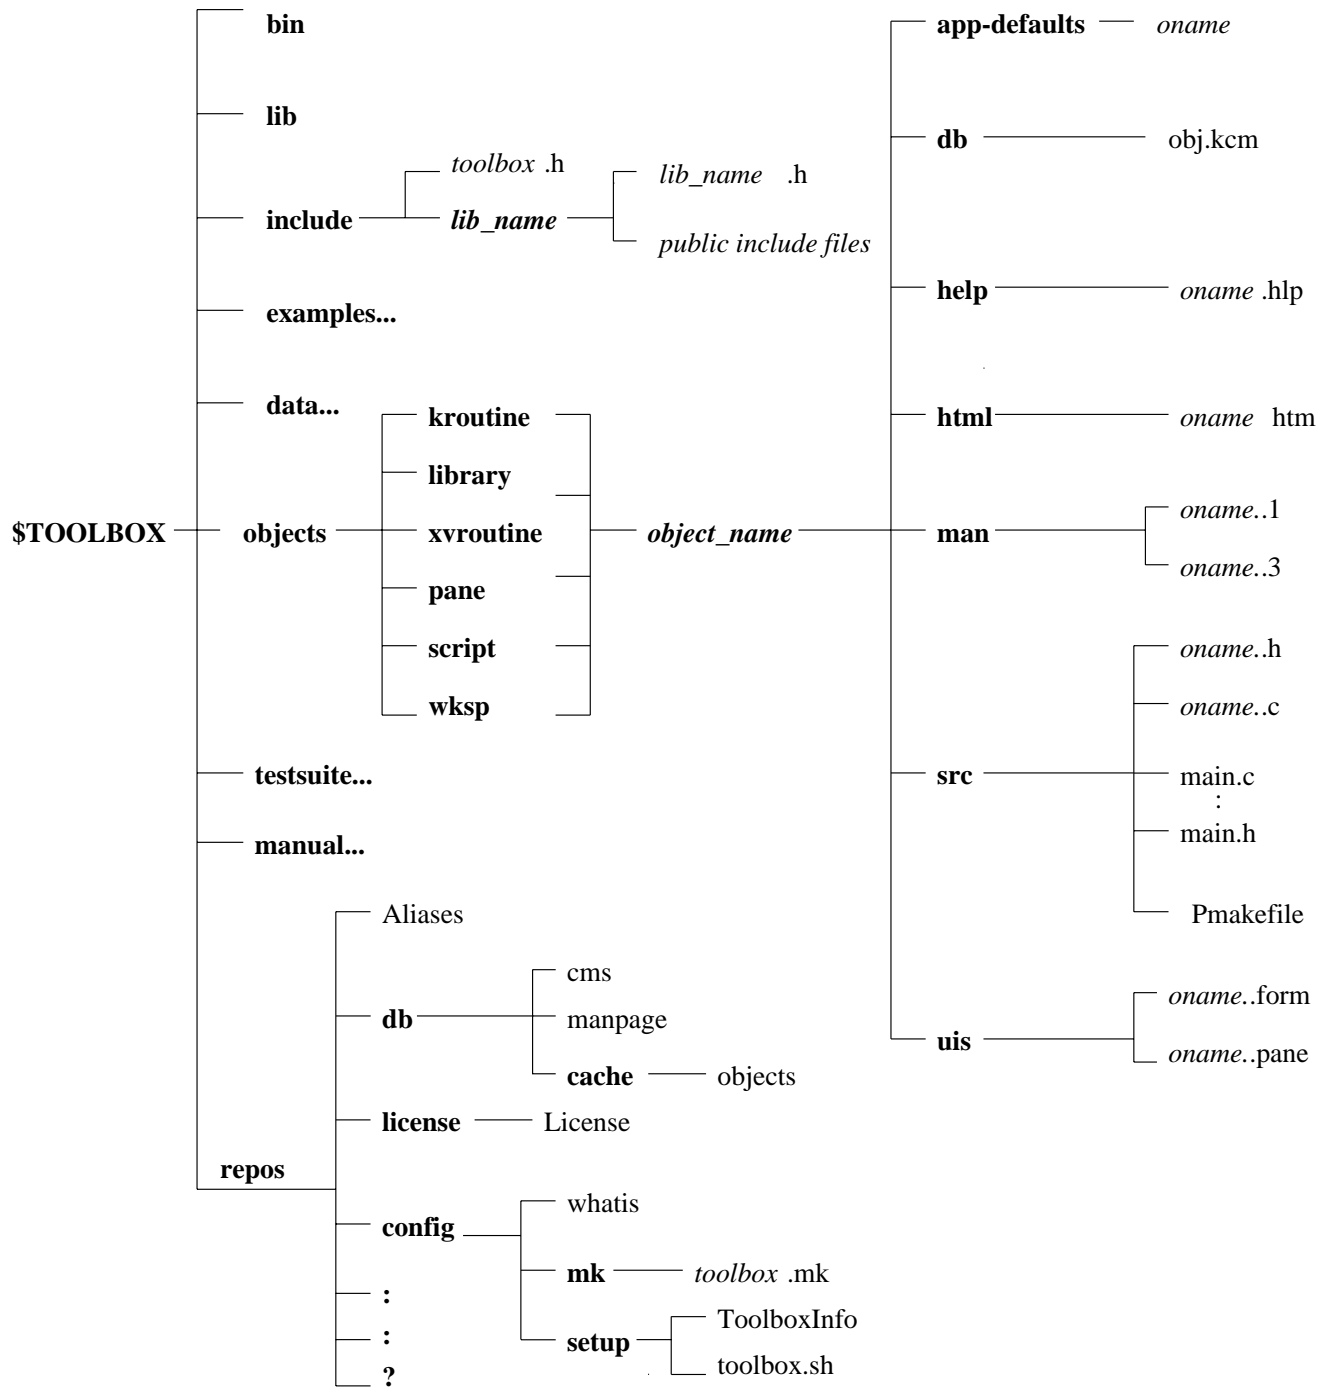 bin
lib
include
toolbox .h
lib_name
lib_name .h
public include files
examples...
data...
$TOOLBOX
objects
kroutine
library
xvroutine
pane
script
wksp
object_name
app-defaults
oname
db
obj.kcm
help
oname .hlp
html
oname htm
man
oname..1
oname..3
src
oname..h
oname..c
main.c
:
main.h
Pmakefile
uis
oname..form
oname..pane
testsuite...
manual...
repos
Aliases
db
cms
manpage
cache
objects
license
License
config
whatis
mk
toolbox .mk
setup
ToolboxInfo
toolbox.sh
:
:
?